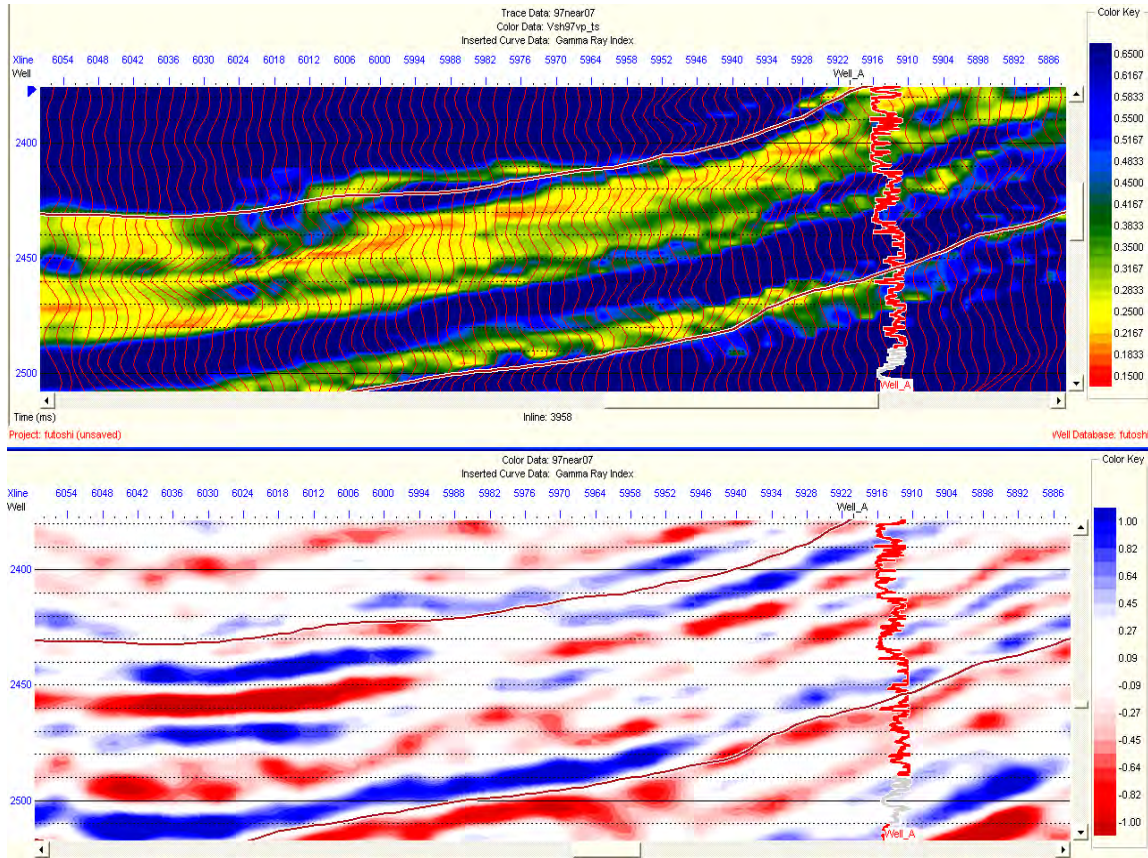 Trace Data: 97near07
Color Data: Vsh97vp_ts
Inserted Curve Data: Gamma Ray Index
Color Key
Xline 6054 6048 6042 6036 6030 6024 6018 6012 6006 6000 5994 5988 5982 5976 5970 5964 5958 5952 5946 5940 5934 5928 5922 5916 5910 5904 5898 5892 5886
Well Well_A
2400
2450
2500
0.6500
0.6167
0.5833
0.5500
0.5167
0.4833
0.4500
0.4167
0.3833
0.3500
0.3167
0.2833
0.2500
0.2167
0.1833
0.1500
Well_A
Time (ms) Inline: 3958
Project: futoshi (unsaved) Well Database: futoshi
Color Data: 97near07
Inserted Curve Data: Gamma Ray Index
Color Key
Xline 6054 6048 6042 6036 6030 6024 6018 6012 6006 6000 5994 5988 5982 5976 5970 5964 5958 5952 5946 5940 5934 5928 5922 5916 5910 5904 5898 5892 5886
Well Well_A
2400
2450
2500
1.00
0.82
0.64
0.45
0.27
0.09
-0.09
-0.27
-0.45
-0.64
-0.82
-1.00
Well_A